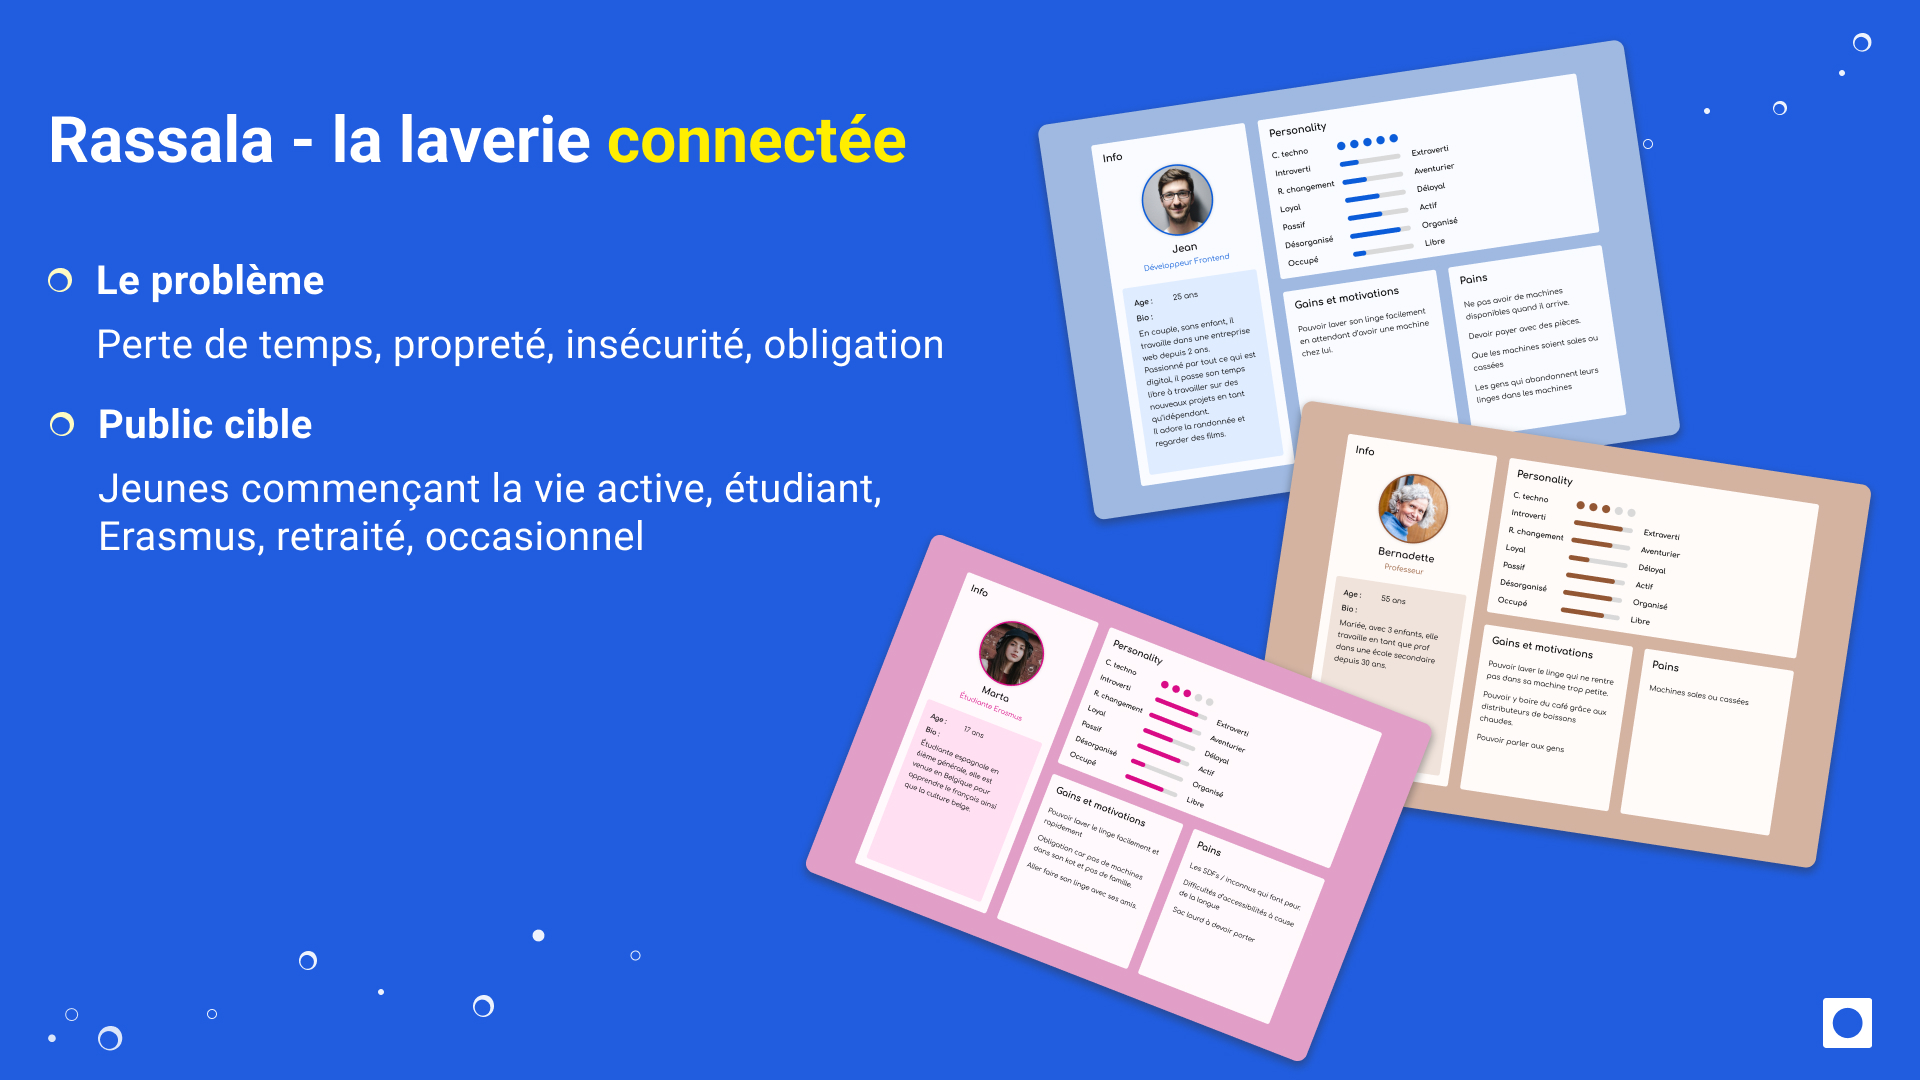 Rassala - la laverie connectée
Le problème
Perte de temps, propreté, insécurité, obligation
Public cible
Jeunes commençant la vie active, étudiant,
Erasmus, retraité, occasionnel
Info
Jean
Développeur Frontend
Age : 25 ans
Bio :
En couple, sans enfant, il
travaille dans une entreprise
web depuis 2 ans.
Passionné par tout ce qui est
digital, il passe son temps
libre à travailler sur des
nouveaux projets en tant
qu'idépendant.
Il adore la randonnée et
regarder des films.
Personality
C. techno
Introverti Extraverti
R. changement Aventurier
Loyal Déloyal
Passif Actif
Désorganisé Organisé
Occupé Libre
Gains et motivations
Pouvoir laver son linge facilement
en attendant d'avoir une machine
chez lui.
Pains
Ne pas avoir de machines
disponibles quand il arrive.
Devoir payer avec des pièces.
Que les machines soient sales ou
cassées
Les gens qui abandonnent leurs
linges dans les machines
Info
Bernadette
Professeur
Age : 55 ans
Bio :
Mariée, avec 3 enfants, elle
travaille en tant que prof
dans une école secondaire
depuis 30 ans.
Personality
C. techno
Introverti Extraverti
R. changement Aventurier
Loyal Déloyal
Passif Actif
Désorganisé Organisé
Occupé Libre
Gains et motivations
Pouvoir laver le linge qui ne rentre
pas dans sa machine trop petite.
Pouvoir y boire du café grâce aux
distributeurs de boissons
chaudes.
Pouvoir parler aux gens
Pains
Machines sales ou cassées
Info
Marta
Étudiante Erasmus
Age : 17 ans
Bio :
Étudiante espagnole en
6ième générale, elle est
venue en Belgique pour
apprendre le français ainsi
que la culture belge.
Personality
C. techno
Introverti Extraverti
R. changement Aventurier
Loyal Déloyal
Passif Actif
Désorganisé Organisé
Occupé Libre
Gains et motivations
Pouvoir laver le linge facilement et
rapidement
Obligation car pas de machines
dans son kot et pas de famille.
Aller faire son linge avec ses amis.
Pains
Les SDFs / inconnus qui font peur.
Difficultés d'accessibilités à cause
de la langue
Sac lourd à devoir porter